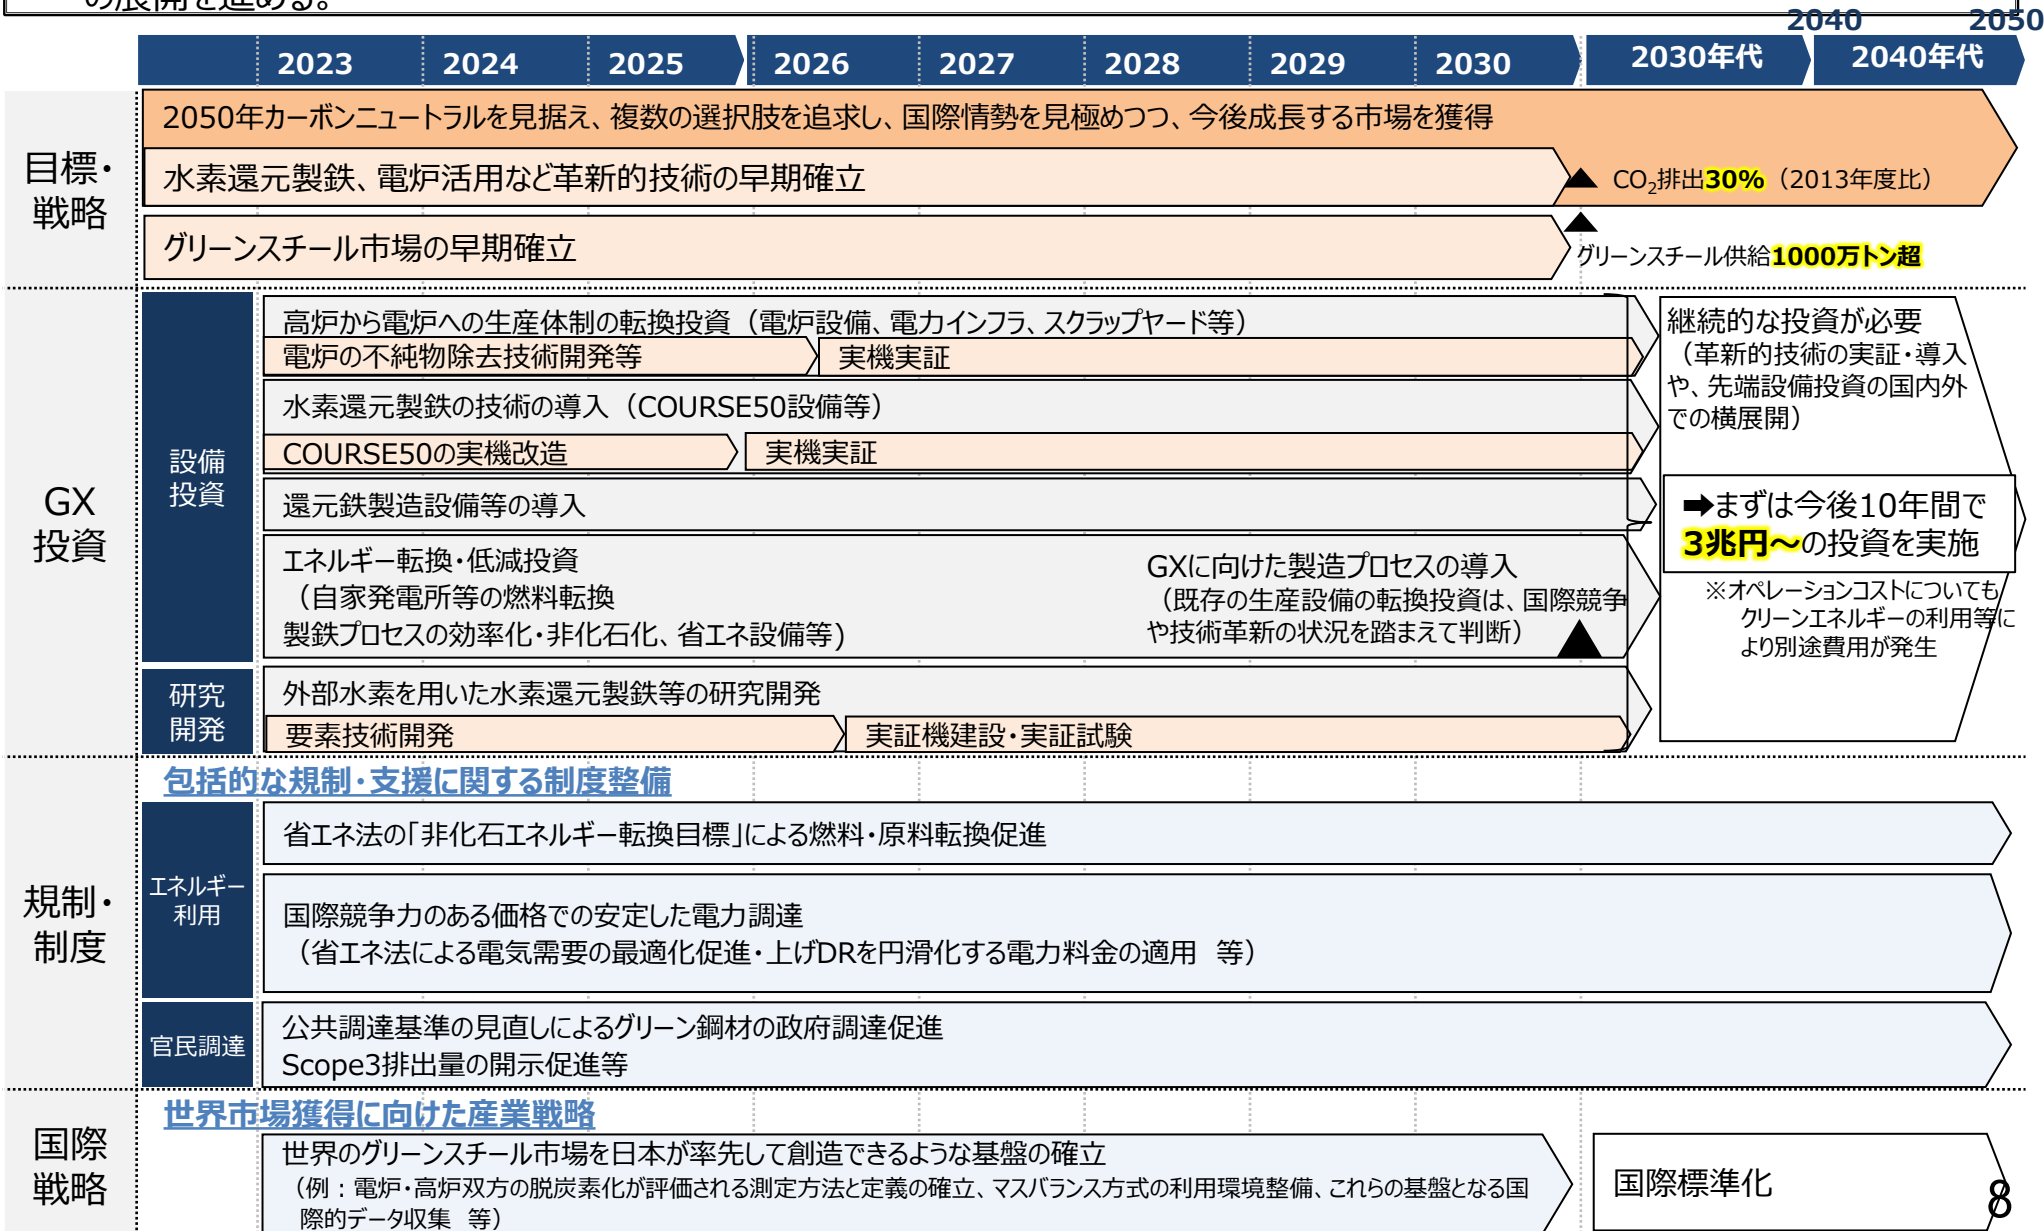 の展開を進める。
2040 2050
2023 2024 2025 2026 2027 2028 2029 2030 2030年代 2040年代
目標・
戦略
2050年カーボンニュートラルを見据え、複数の選択肢を追求し、国際情勢を見極めつつ、今後成長する市場を獲得
水素還元製鉄、電炉活用など革新的技術の早期確立
▲ CO2排出30%（2013年度比）
グリーンスチール市場の早期確立
▲
グリーンスチール供給1000万トン超
GX
投資
設備
投資
高炉から電炉への生産体制の転換投資（電炉設備、電力インフラ、スクラップヤード等）
電炉の不純物除去技術開発等
実機実証
水素還元製鉄の技術の導入（COURSE50設備等）
COURSE50の実機改造
実機実証
還元鉄製造設備等の導入
エネルギー転換・低減投資
（自家発電所等の燃料転換
製鉄プロセスの効率化・非化石化、省エネ設備等)
GXに向けた製造プロセスの導入
（既存の生産設備の転換投資は、国際競争
や技術革新の状況を踏まえて判断）
継続的な投資が必要
（革新的技術の実証・導入
や、先端設備投資の国内外
での横展開）
➡まずは今後10年間で
3兆円～の投資を実施
※オペレーションコストについても
クリーンエネルギーの利用等に
より別途費用が発生
研究
開発
外部水素を用いた水素還元製鉄等の研究開発
要素技術開発
実証機建設・実証試験
規制・
制度
包括的な規制・支援に関する制度整備
エネルギー
利用
省エネ法の「非化石エネルギー転換目標」による燃料・原料転換促進
国際競争力のある価格での安定した電力調達
（省エネ法による電気需要の最適化促進・上げDRを円滑化する電力料金の適用　等）
官民調達
公共調達基準の見直しによるグリーン鋼材の政府調達促進
Scope3排出量の開示促進等
国際
戦略
世界市場獲得に向けた産業戦略
世界のグリーンスチール市場を日本が率先して創造できるような基盤の確立
（例：電炉・高炉双方の脱炭素化が評価される測定方法と定義の確立、マスバランス方式の利用環境整備、これらの基盤となる国
際的データ収集　等）
国際標準化
8